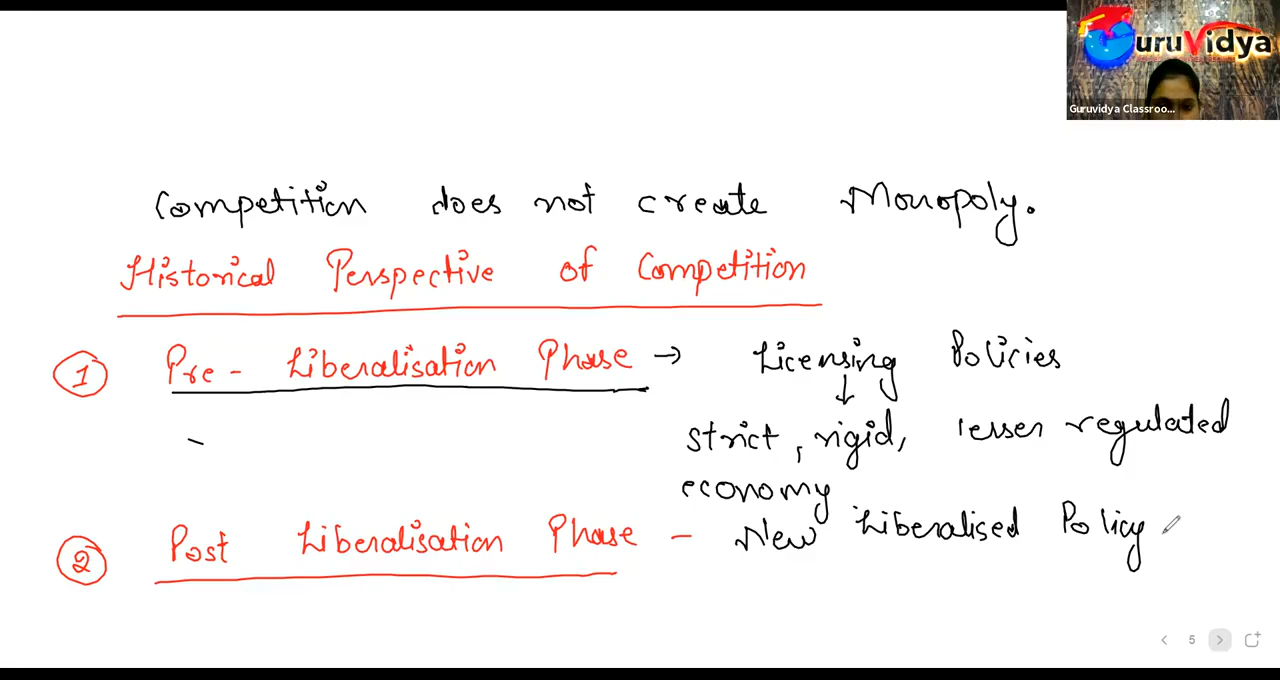 GuruVidya
Guruvidya Classroo...
Competition does not create Monopoly.
Historical Perspective of Competition
1 Pre - Liberalisation Phase → Licensing Policies
↓
strict, rigid, lesser regulated
economy
2 Post Liberalisation Phase - New Liberalised Policy
5